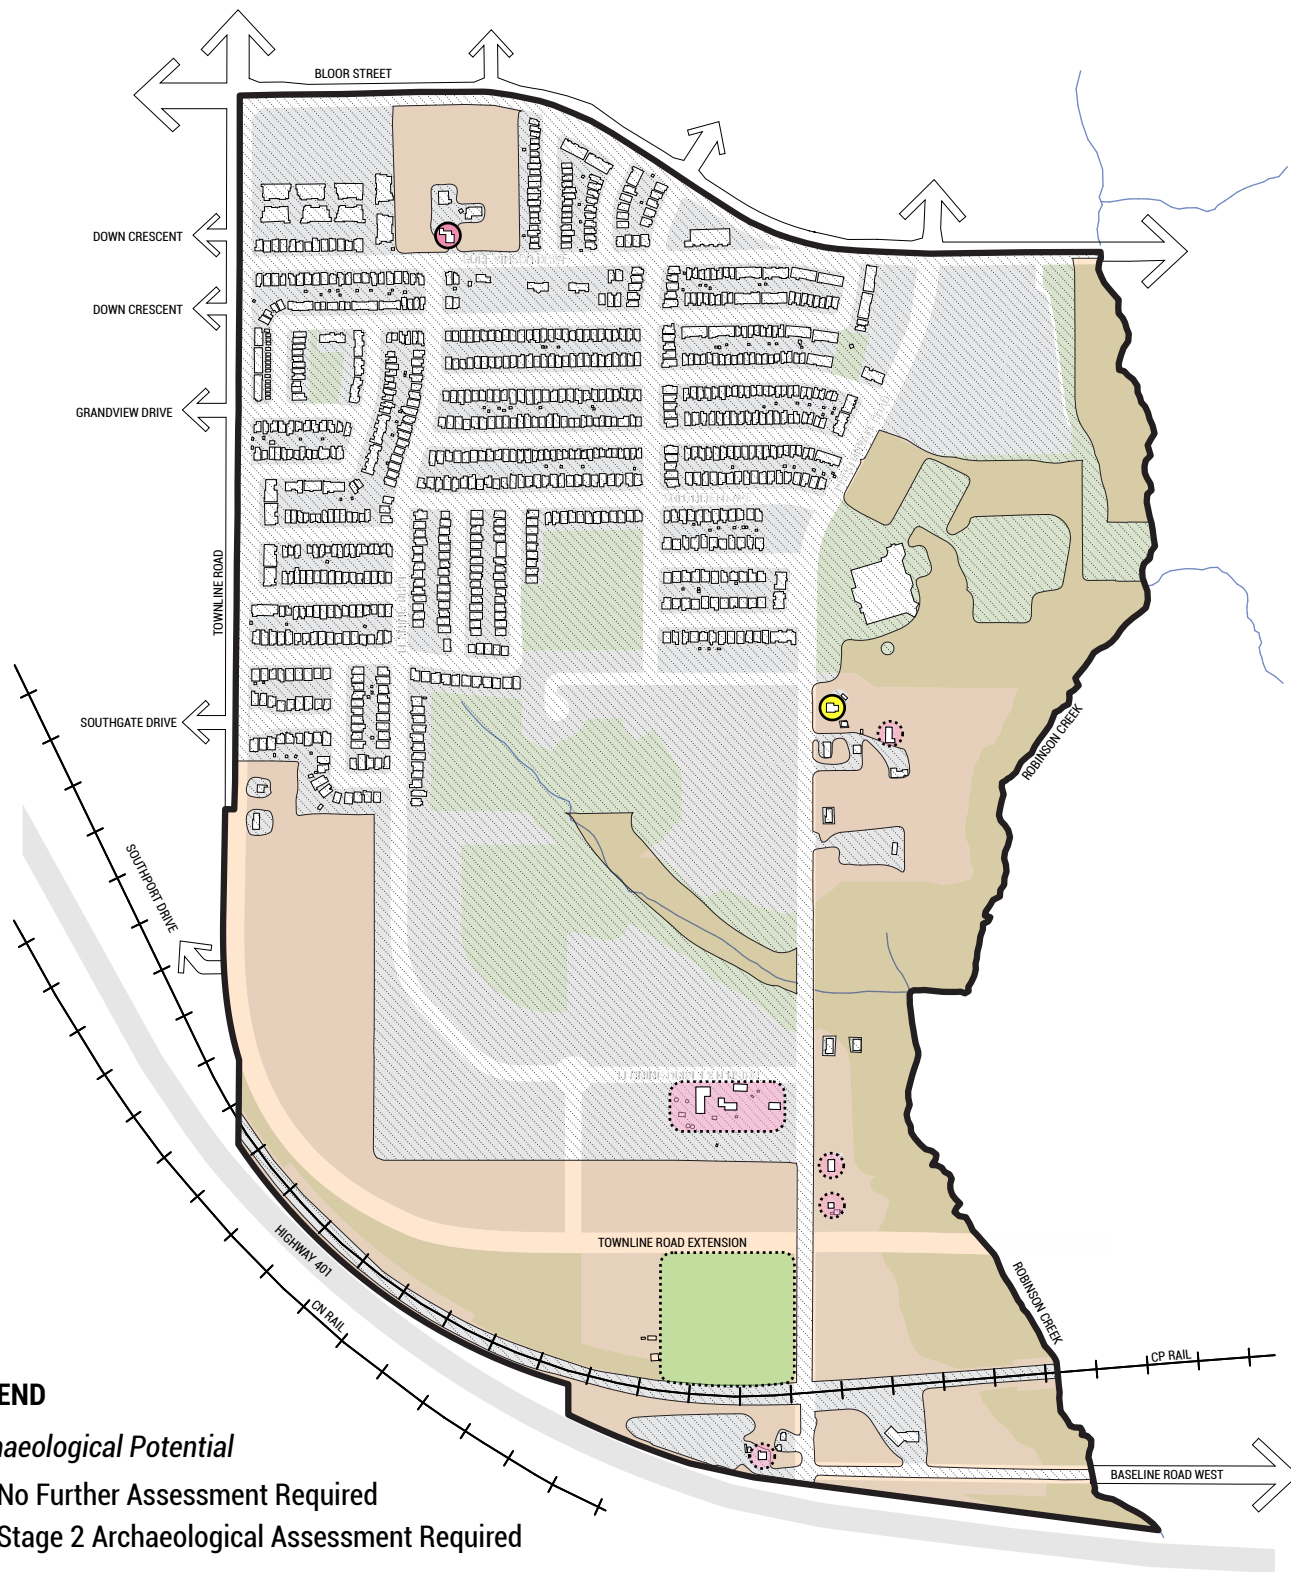 BLOOR STREET
DOWN CRESCENT
DOWN CRESCENT
GRANDVIEW DRIVE
TOWNLINE ROAD
SOUTHGATE DRIVE
ROBINSON CREEK
SOUTHPORT DRIVE
TOWNLINE ROAD EXTENSION
HIGHWAY 401
CN RAIL
ROBINSON CREEK
CP RAIL
BASELINE ROAD WEST
END
aeological Potential
No Further Assessment Required
Stage 2 Archaeological Assessment Required